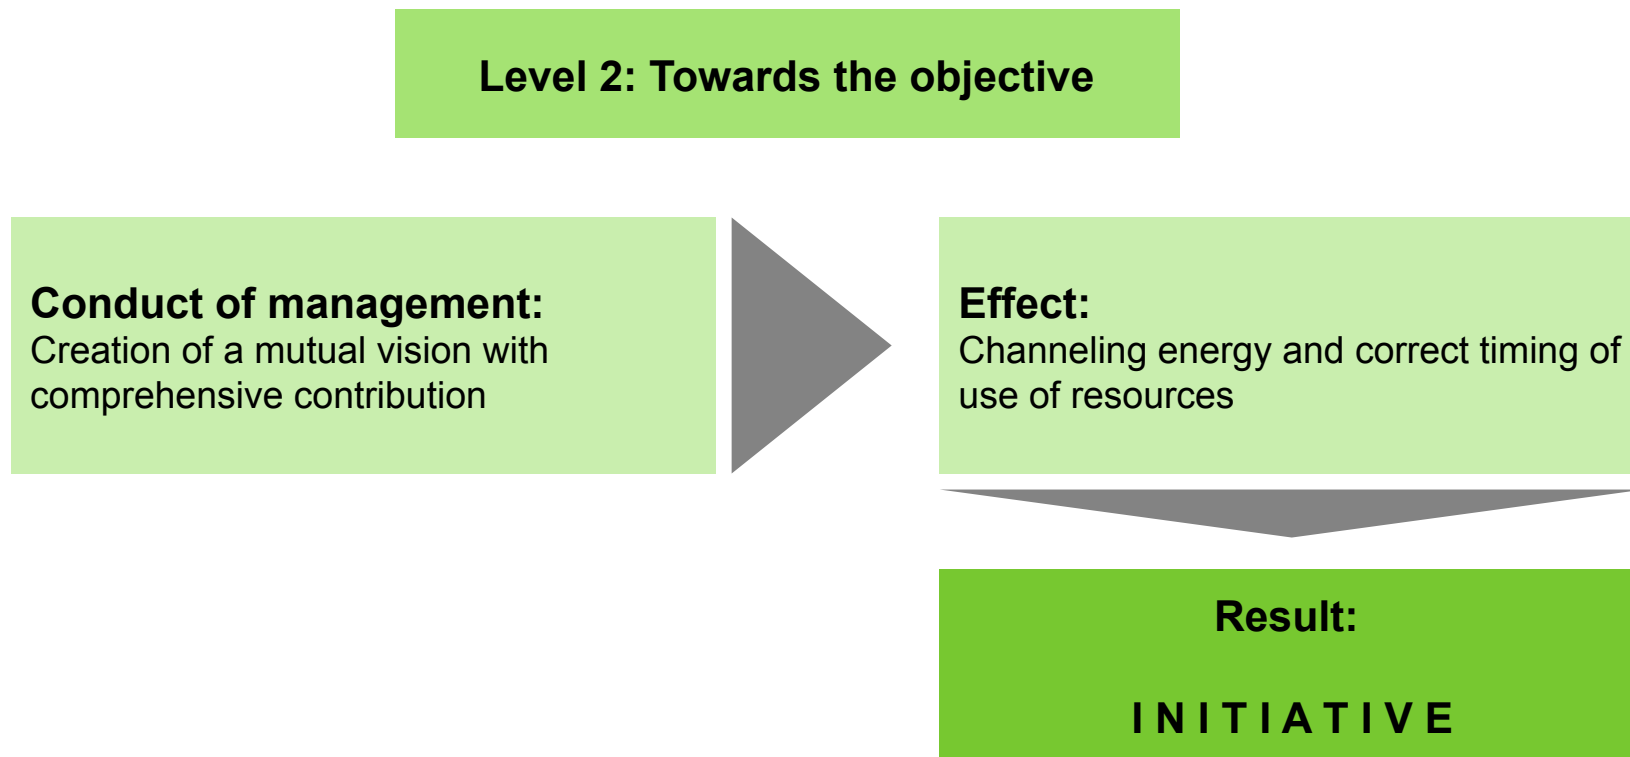 Level 2: Towards the objective
Conduct of management:
Creation of a mutual vision with
comprehensive contribution
Effect:
Channeling energy and correct timing of
use of resources
Result:
I N I T I A T I V E